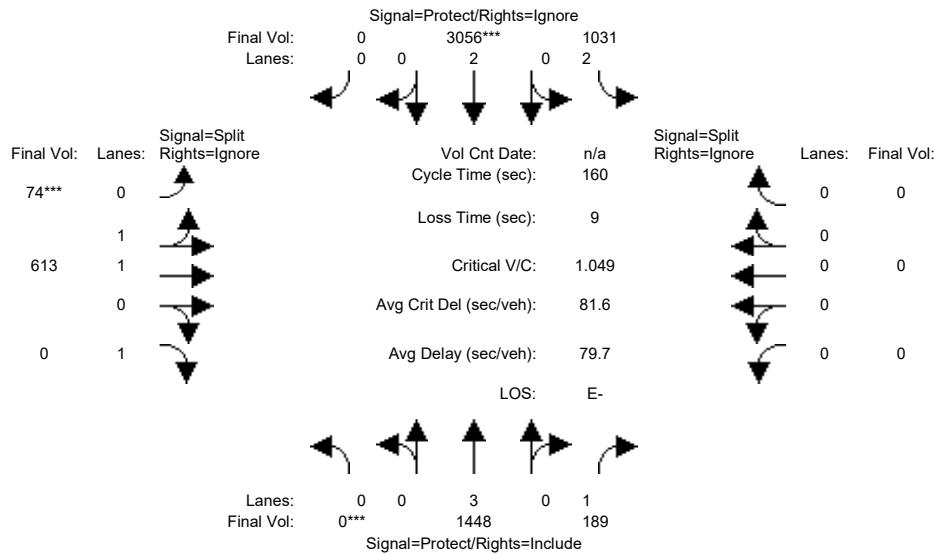 Signal=Protect/Rights=Ignore
Final Vol: 0 3056*** 1031
Lanes: 0 0 2 0 2
Signal=Split
Final Vol: Lanes: Rights=Ignore
Vol Cnt Date: n/a
Signal=Split
Rights=Ignore Lanes: Final Vol:
Cycle Time (sec): 160
74*** 0
0 0
Loss Time (sec): 9
1
0
613 1
Critical V/C: 1.049
0 0
0
Avg Crit Del (sec/veh): 81.6
0
0 1
Avg Delay (sec/veh): 79.7
0 0
LOS: E-
Lanes: 0 0 3 0 1
Final Vol: 0*** 1448 189
Signal=Protect/Rights=Include